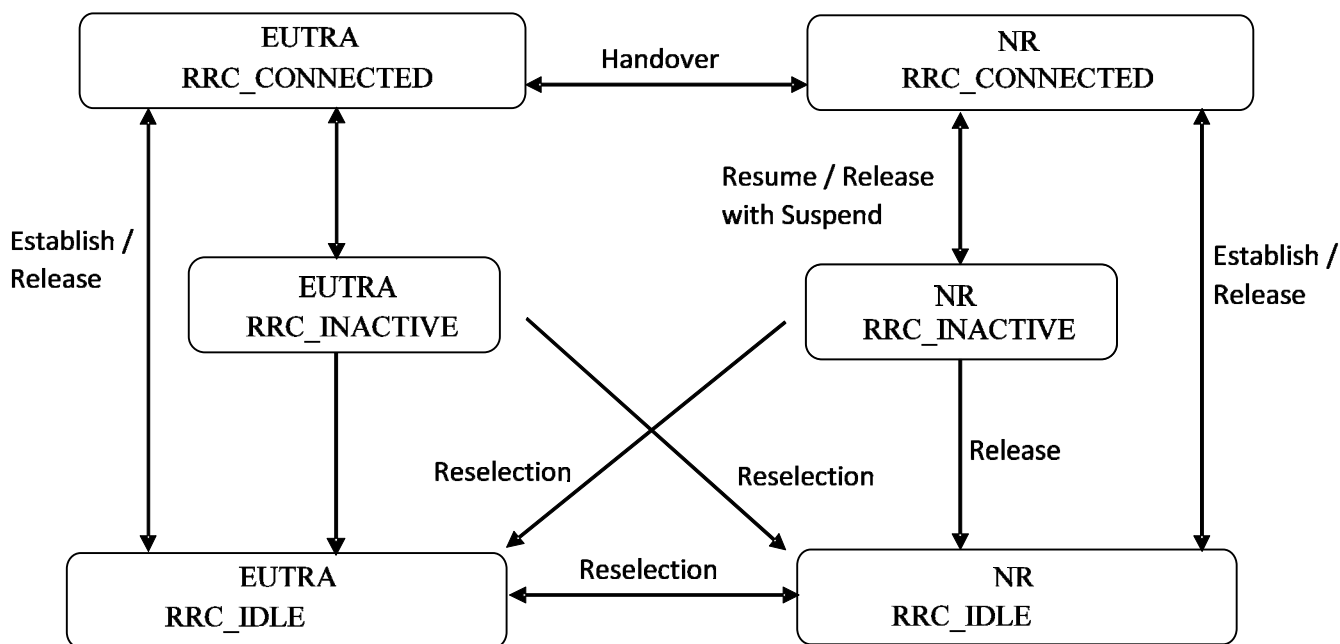 EUTRA
RRC_CONNECTED
Handover
NR
RRC_CONNECTED
Resume / Release
with Suspend
Establish /
Release
Establish /
Release
EUTRA
RRC_INACTIVE
NR
RRC_INACTIVE
Reselection
Reselection
Release
EUTRA
RRC_IDLE
Reselection
NR
RRC_IDLE